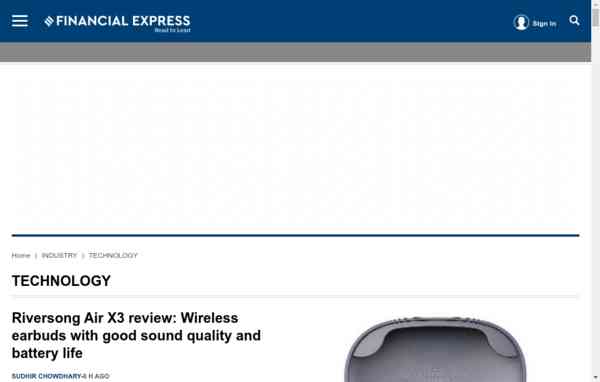 FINANCIAL EXPRESS
Read to Lead
Sign In
Home | INDUSTRY | TECHNOLOGY
TECHNOLOGY
Riversong Air X3 review: Wireless
earbuds with good sound quality and
battery life
SUDHIR CHOWDHARY-6 H AGO